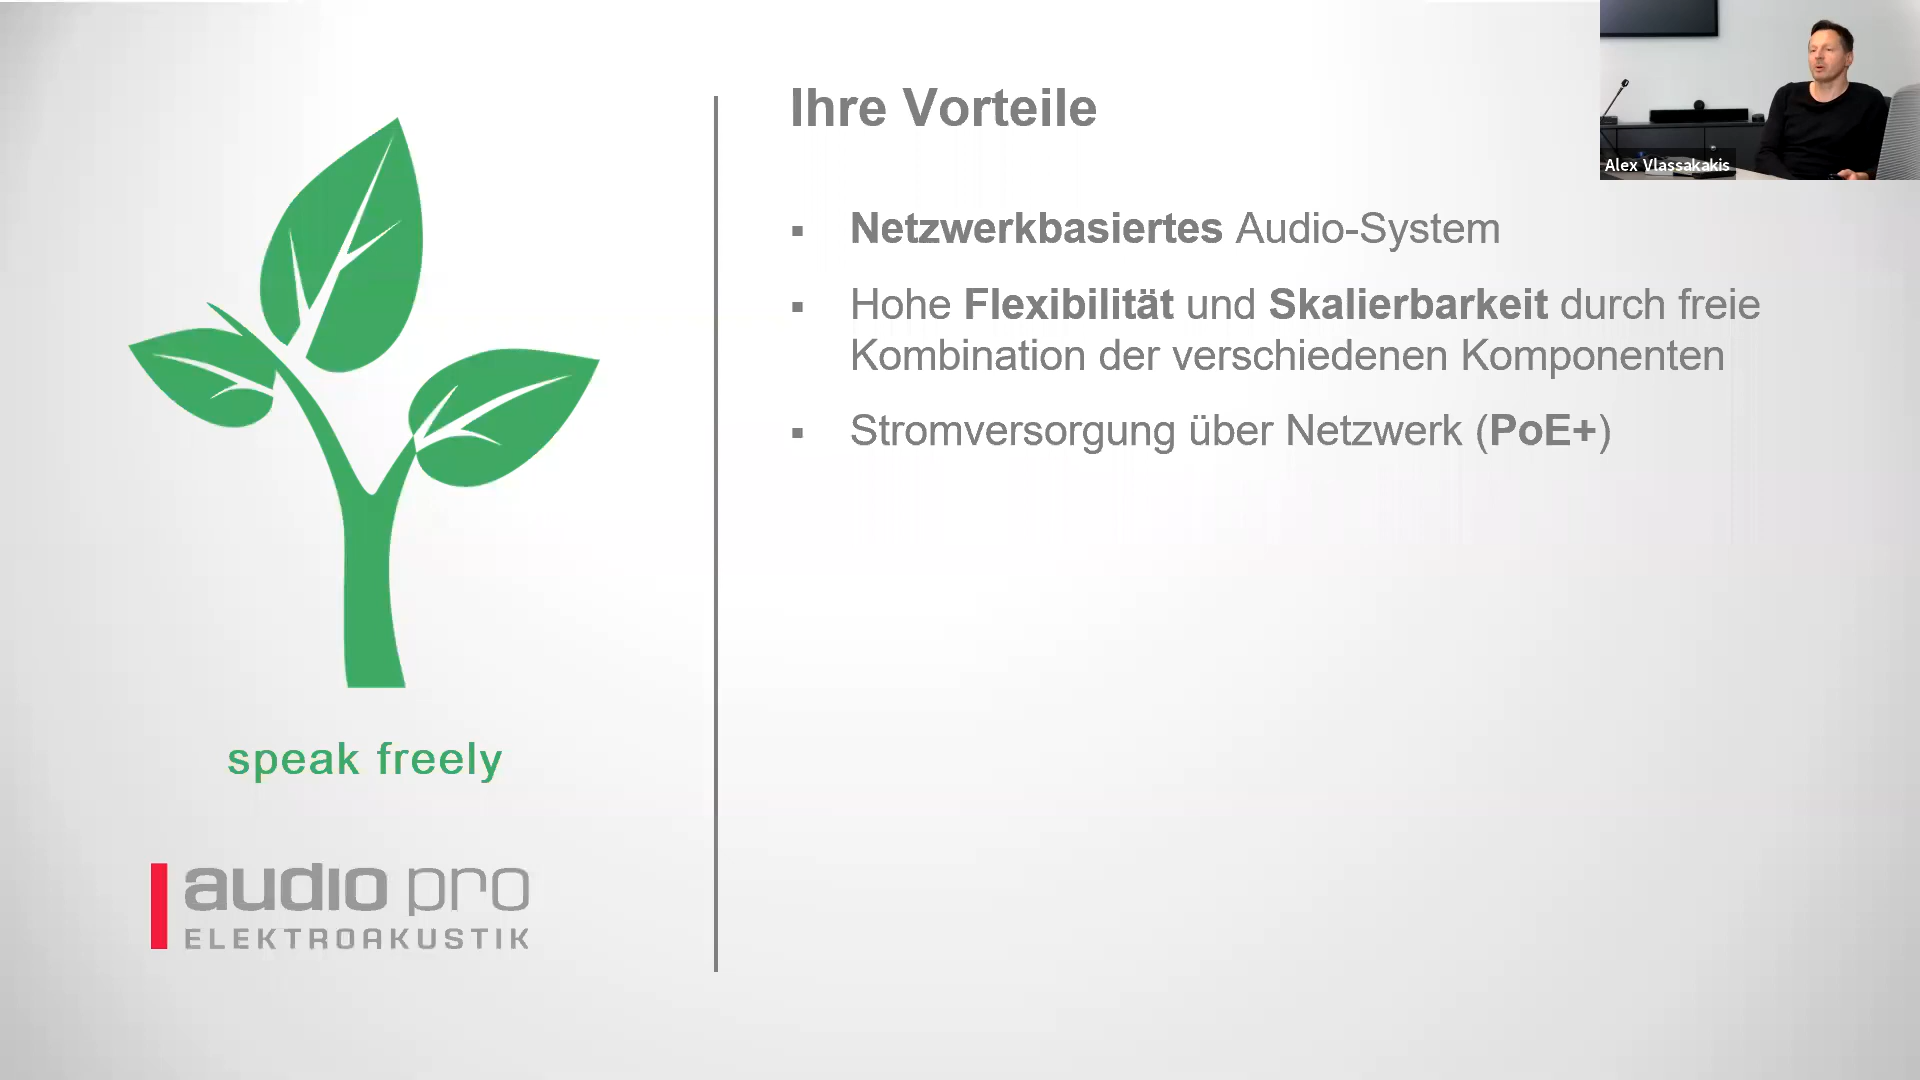 Ihre Vorteile
Alex Vlassakakis
▪ Netzwerkbasiertes Audio-System
▪ Hohe Flexibilität und Skalierbarkeit durch freie
Kombination der verschiedenen Komponenten
▪ Stromversorgung über Netzwerk (PoE+)
speak freely
audio pro
ELEKTROAKUSTIK